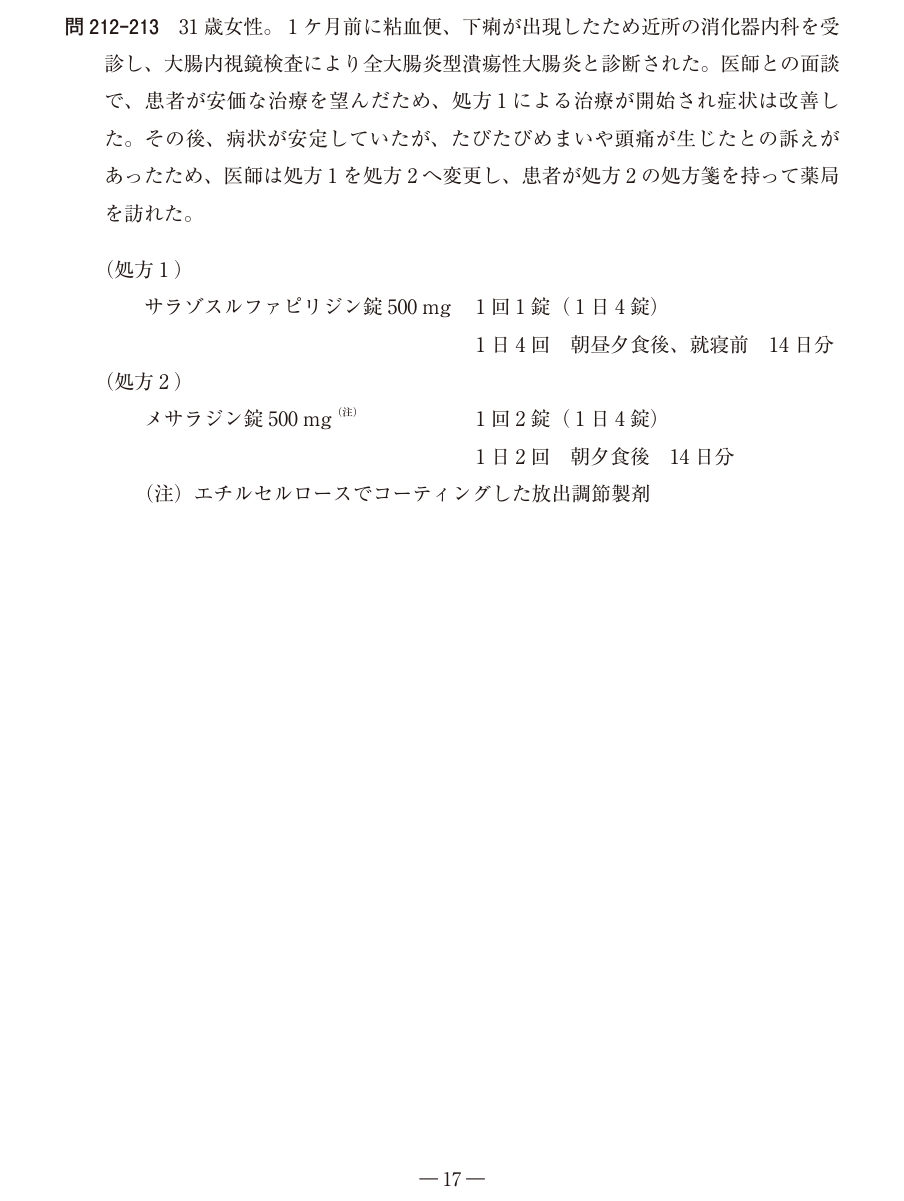 問 212-213　31 歳女性。1 ケ月前に粘血便、下痢が出現したため近所の消化器内科を受
診し、大腸内視鏡検査により全大腸炎型潰瘍性大腸炎と診断された。医師との面談
で、患者が安価な治療を望んだため、処方 1 による治療が開始され症状は改善し
た。その後、病状が安定していたが、たびたびめまいや頭痛が生じたとの訴えが
あったため、医師は処方 1 を処方 2 へ変更し、患者が処方 2 の処方箋を持って薬局
を訪れた。
（処方 1 ）
サラゾスルファピリジン錠 500 mg　1 回 1 錠（ 1 日 4 錠）
1 日 4 回　朝昼夕食後、就寝前　14 日分
（処方 2 ）
メサラジン錠 500 mg（注）　1 回 2 錠（ 1 日 4 錠）
1 日 2 回　朝夕食後　14 日分
（注）エチルセルロースでコーティングした放出調節製剤
― 17 ―